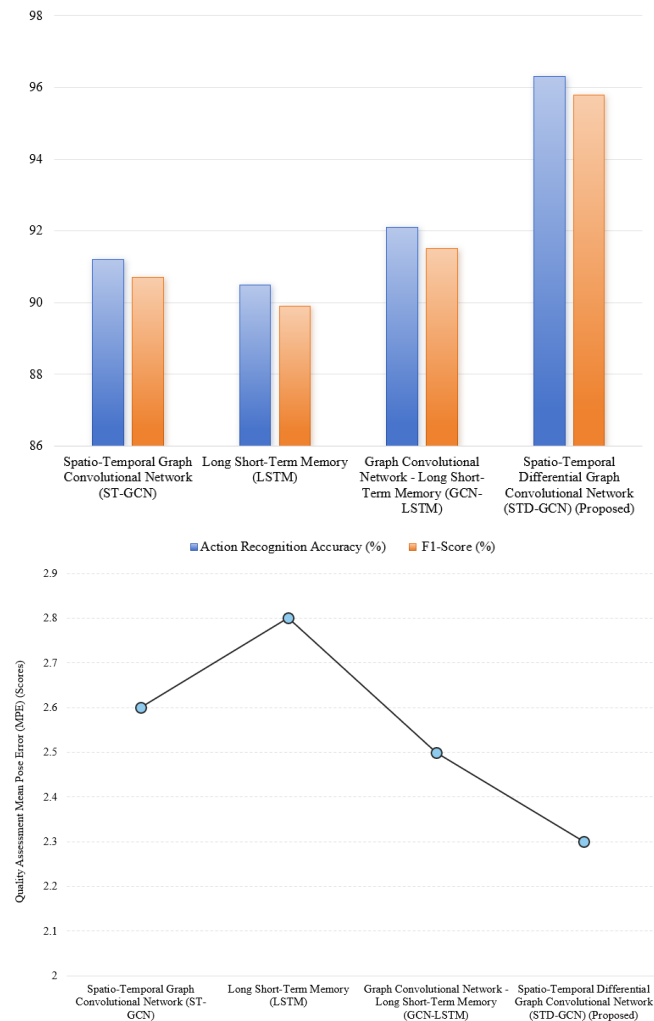 98
96
94
92
90
88
86
Spatio-Temporal Graph
Convolutional Network
(ST-GCN)
Long Short-Term Memory
(LSTM)
Graph Convolutional
Network - Long Short-
Term Memory (GCN-
LSTM)
Spatio-Temporal
Differential Graph
Convolutional Network
(STD-GCN) (Proposed)
Action Recognition Accuracy (%)
F1-Score (%)
Quality Assessment Mean Pose Error (MPE) (Scores)
2.9
2.8
2.7
2.6
2.5
2.4
2.3
2.2
2.1
2
Spatio-Temporal Graph
Convolutional Network (ST-
GCN)
Long Short-Term Memory
(LSTM)
Graph Convolutional Network -
Long Short-Term Memory
(GCN-LSTM)
Spatio-Temporal Differential
Graph Convolutional Network
(STD-GCN) (Proposed)